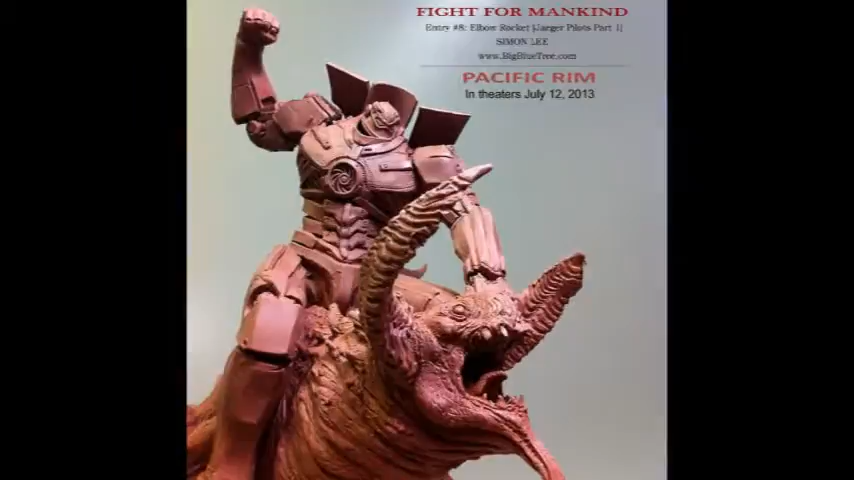 FIGHT FOR MANKIND
Entry #8: Elbow Rocket (Jaeger Pilots Part 1)
SIMON LEE
www.BigBlueTree.com
PACIFIC RIM
In theaters July 12, 2013